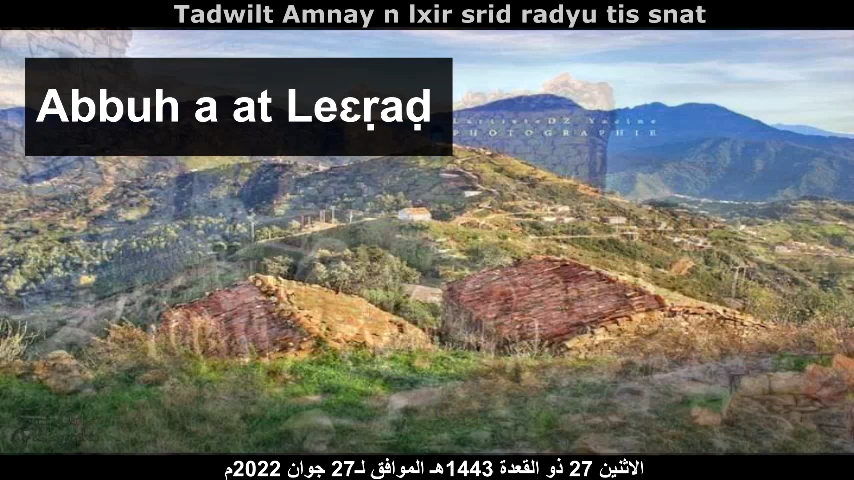 Tadwilt Amnay n lxir srid radyu tis snat
Abbuh a at Leɛṛaḍ
PHOTOGRAPHIE
الاثنين 27 ذو القعدة 1443هـ الموافق لـ27 جوان 2022م